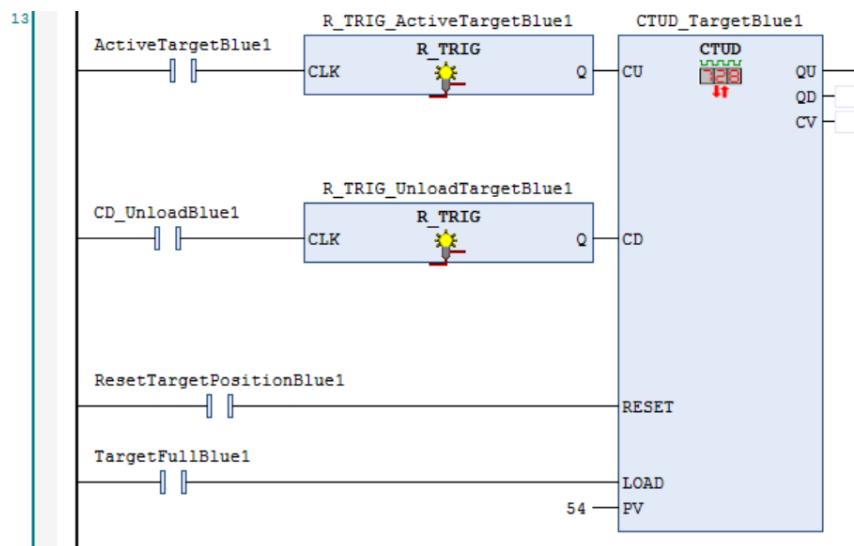 13
R_TRIG_ActiveTargetBlue1 CTUD_TargetBlue1
ActiveTargetBlue1 R_TRIG CTUD
CLK Q CU QU
QD
CV
R_TRIG_UnloadTargetBlue1
CD_UnloadBlue1 R_TRIG
CLK Q CD
ResetTargetPositionBlue1
RESET
TargetFullBlue1
LOAD
54 PV